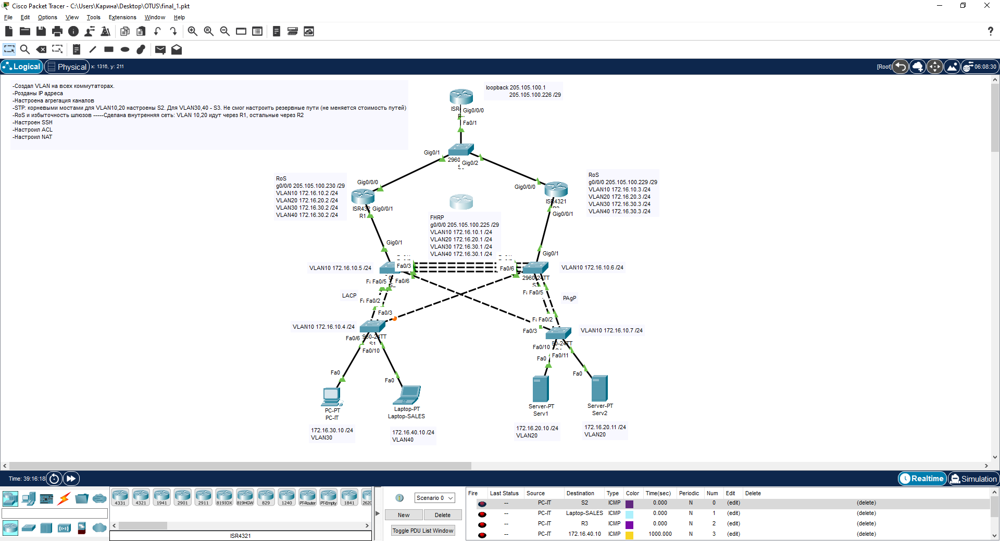 Cisco Packet Tracer - C:\Users\Карина\Desktop\OTUS\final_1.pkt
File Edit Options View Tools Extensions Window Help
Logical Physical x: 1316, y: 211 [Root] 06:08:30
-Создал VLAN на всех коммутаторах.
-Розданы IP адреса
-Настроена агрегация каналов
-STP: корневыми мостами для VLAN10,20 настроены S2. Для VLAN30,40 - S3. Не смог настроить резервные пути (не меняется стоимость путей)
-RoS и избыточность шлюзов -----Сделана внутренняя сеть: VLAN 10,20 идут через R1, остальные через R2
-Настроен SSH
-Настроил ACL
-Настроил NAT
loopback 205.105.100.1
205.105.100.226 /29
Gig0/0/0
Fa0/1
Gig0/1
2960
Gig0/2
RoS
g0/0/0 205.105.100.230 /29
VLAN10 172.16.10.2 /24
VLAN20 172.16.20.2 /24
VLAN30 172.16.30.2 /24
VLAN40 172.16.30.2 /24
Gig0/0/0
Gig0/0/1
R1
Gig0/0/0
ISR4321
Gig0/0/1
RoS
g0/0/0 205.105.100.229 /29
VLAN10 172.16.10.3 /24
VLAN20 172.16.20.3 /24
VLAN30 172.16.30.3 /24
VLAN40 172.16.30.3 /24
FHRP
g0/0/0 205.105.100.225 /29
VLAN10 172.16.10.1 /24
VLAN20 172.16.20.1 /24
VLAN30 172.16.30.1 /24
VLAN40 172.16.30.1 /24
Gig0/1
Gig0/1
VLAN10 172.16.10.5 /24
Fa0/3
Fa0/6
VLAN10 172.16.10.6 /24
Fa0/5
Fa0/6
2960-24TT
Fa0/5
LACP
PAgP
Fa0/2
Fa0/3
Fa0/2
Fa0/3
VLAN10 172.16.10.4 /24
VLAN10 172.16.10.7 /24
Fa0/6
S1
Fa0/10
Fa0/10
Fa0/11
Fa0
Fa0
Fa0
Fa0
PC-PT
PC-IT
Laptop-PT
Laptop-SALES
Server-PT
Serv1
Server-PT
Serv2
172.16.30.10 /24
VLAN30
172.16.40.10 /24
VLAN40
172.16.20.10 /24
VLAN20
172.16.20.11 /24
VLAN20
Time: 39:16:18 Realtime Simulation
4331 4321 1941 2901 2911 819IOX 819HGW 829 1240 PT-Router PT-Empty 1841 2620
ISR4321
Scenario 0
New Delete
Toggle PDU List Window
Fire Last Status Source Destination Type Color Time(sec) Periodic Num Edit Delete
-- PC-IT S2 ICMP 0.000 N 0 (edit) (delete)
-- PC-IT Laptop-SALES ICMP 0.000 N 1 (edit) (delete)
-- PC-IT R3 ICMP 0.000 N 2 (edit) (delete)
-- PC-IT 172.16.40.10 ICMP 1000.000 N 3 (edit) (delete)